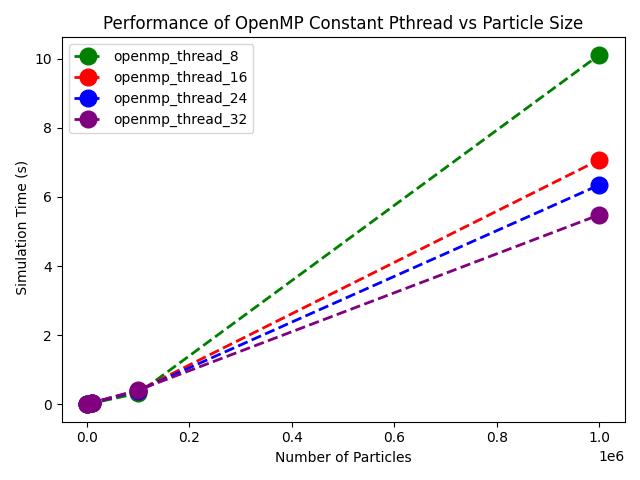 Performance of OpenMP Constant Pthread vs Particle Size
openmp_thread_8
openmp_thread_16
openmp_thread_24
openmp_thread_32
Simulation Time (s)
10
8
6
4
2
0
0.0 0.2 0.4 0.6 0.8 1.0
1e6
Number of Particles